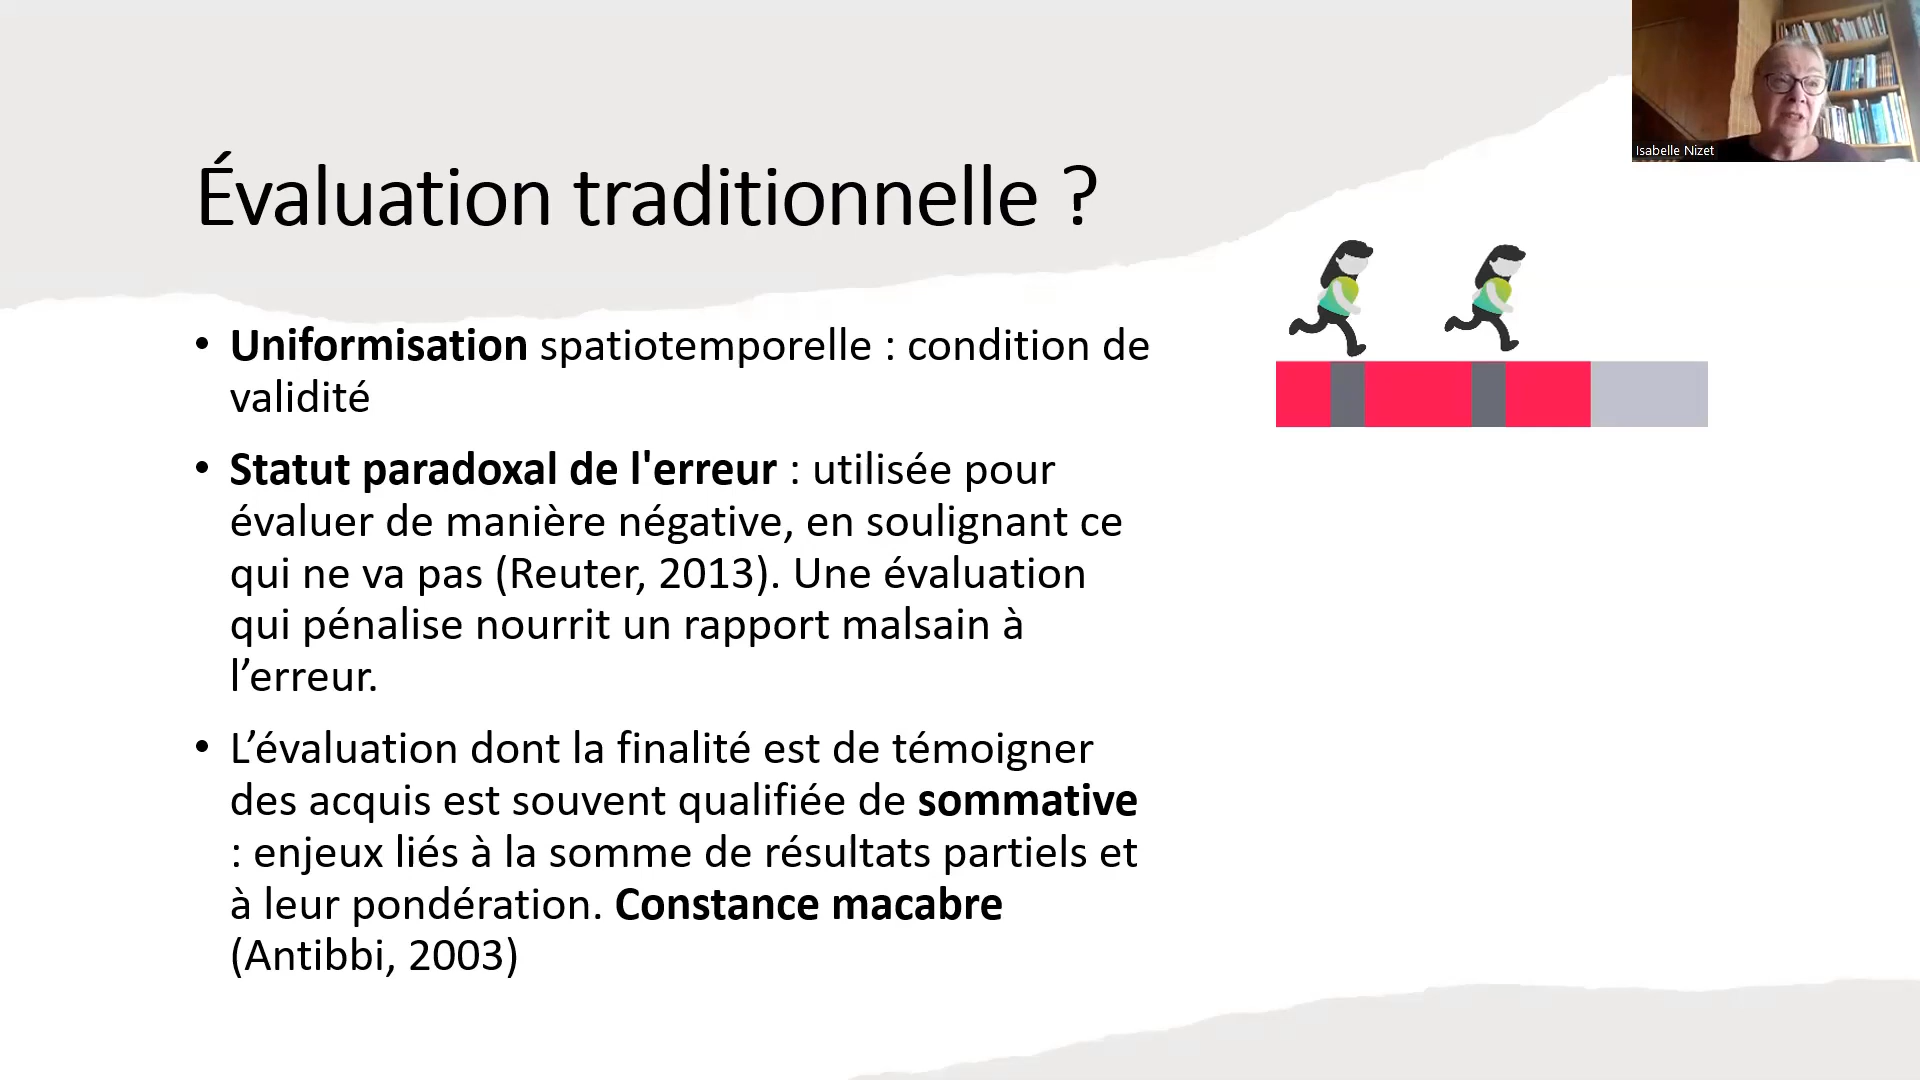 Isabelle Nizet
Évaluation traditionnelle ?
• Uniformisation spatiotemporelle : condition de
validité
• Statut paradoxal de l'erreur : utilisée pour
évaluer de manière négative, en soulignant ce
qui ne va pas (Reuter, 2013). Une évaluation
qui pénalise nourrit un rapport malsain à
l’erreur.
• L’évaluation dont la finalité est de témoigner
des acquis est souvent qualifiée de sommative
: enjeux liés à la somme de résultats partiels et
à leur pondération. Constance macabre
(Antibbi, 2003)